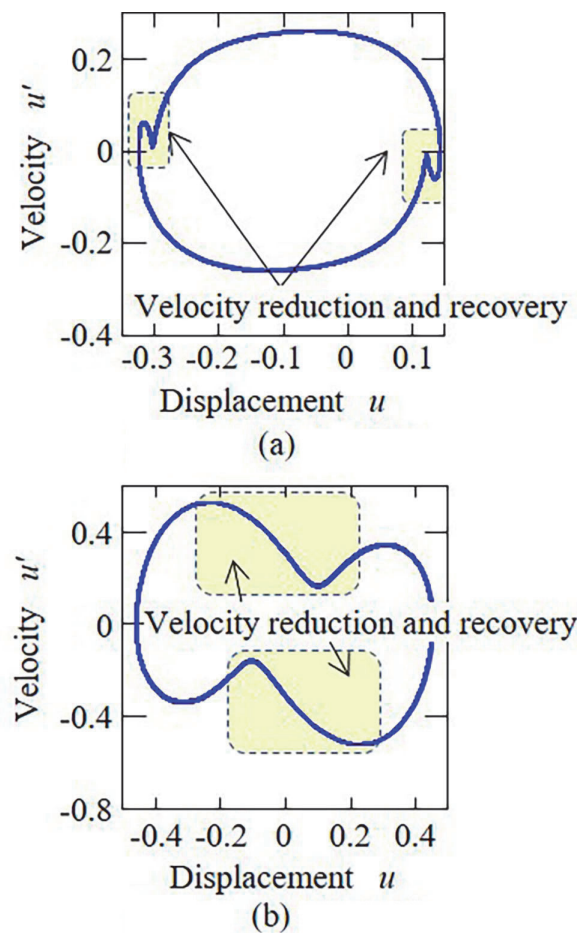 0.2
0
-0.2
-0.4
Velocity u'
Velocity reduction and recovery
-0.3 -0.2 -0.1 0 0.1
Displacement u
(a)
0.4
0
-0.4
-0.8
Velocity u'
Velocity reduction and recovery
-0.4 -0.2 0 0.2 0.4
Displacement u
(b)